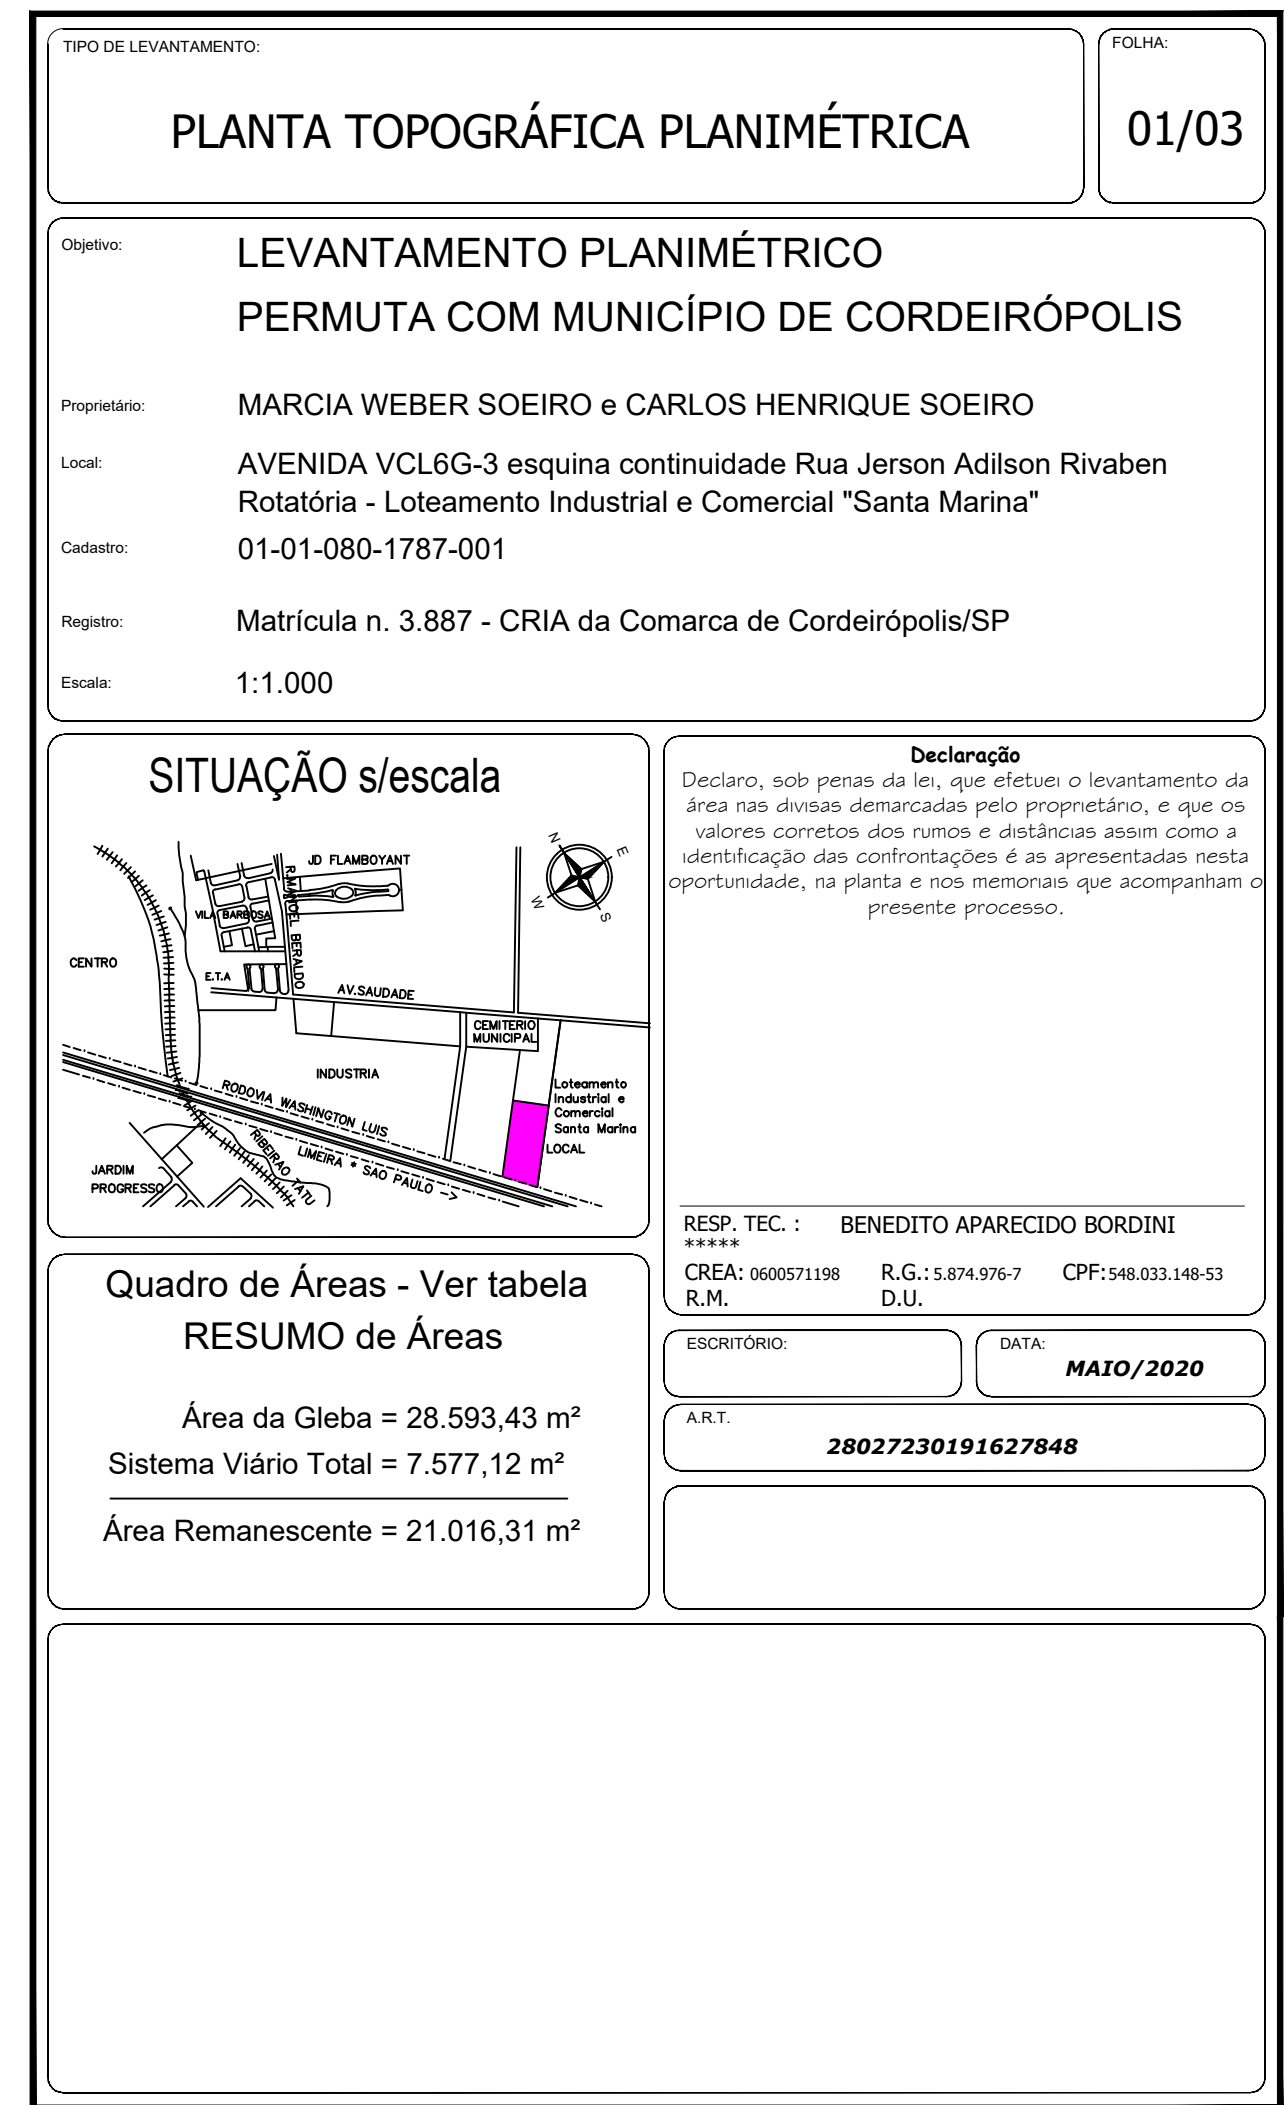 TIPO DE LEVANTAMENTO:
PLANTA TOPOGRÁFICA PLANIMÉTRICA
FOLHA:
01/03
Objetivo:
LEVANTAMENTO PLANIMÉTRICO
PERMUTA COM MUNICÍPIO DE CORDEIRÓPOLIS
Proprietário:
MARCIA WEBER SOEIRO e CARLOS HENRIQUE SOEIRO
Local:
AVENIDA VCL6G-3 esquina continuidade Rua Jerson Adilson Rivaben
Rotatória - Loteamento Industrial e Comercial "Santa Marina"
Cadastro:
01-01-080-1787-001
Registro:
Matrícula n. 3.887 - CRIA da Comarca de Cordeirópolis/SP
Escala:
1:1.000
SITUAÇÃO s/escala
N
E
W
S
JD FLAMBOYANT
R.MANOEL BERALDO
VILA BARBOSA
CENTRO
E.T.A
AV.SAUDADE
CEMITERIO
MUNICIPAL
INDUSTRIA
RODOVIA WASHINGTON LUIS
Loteamento
Industrial e
Comercial
Santa Marina
LOCAL
RIBEIRAO TATU
LIMEIRA * SAO PAULO ->
JARDIM
PROGRESSO
Declaração
Declaro, sob penas da lei, que efetuei o levantamento da
área nas divisas demarcadas pelo proprietário, e que os
valores corretos dos rumos e distâncias assim como a
identificação das confrontações é as apresentadas nesta
oportunidade, na planta e nos memoriais que acompanham o
presente processo.
RESP. TEC. : BENEDITO APARECIDO BORDINI
*****
CREA: 0600571198 R.G.: 5.874.976-7 CPF: 548.033.148-53
R.M. D.U.
Quadro de Áreas - Ver tabela
RESUMO de Áreas
Área da Gleba = 28.593,43 m²
Sistema Viário Total = 7.577,12 m²
Área Remanescente = 21.016,31 m²
ESCRITÓRIO:
DATA:
MAIO/2020
A.R.T.
28027230191627848